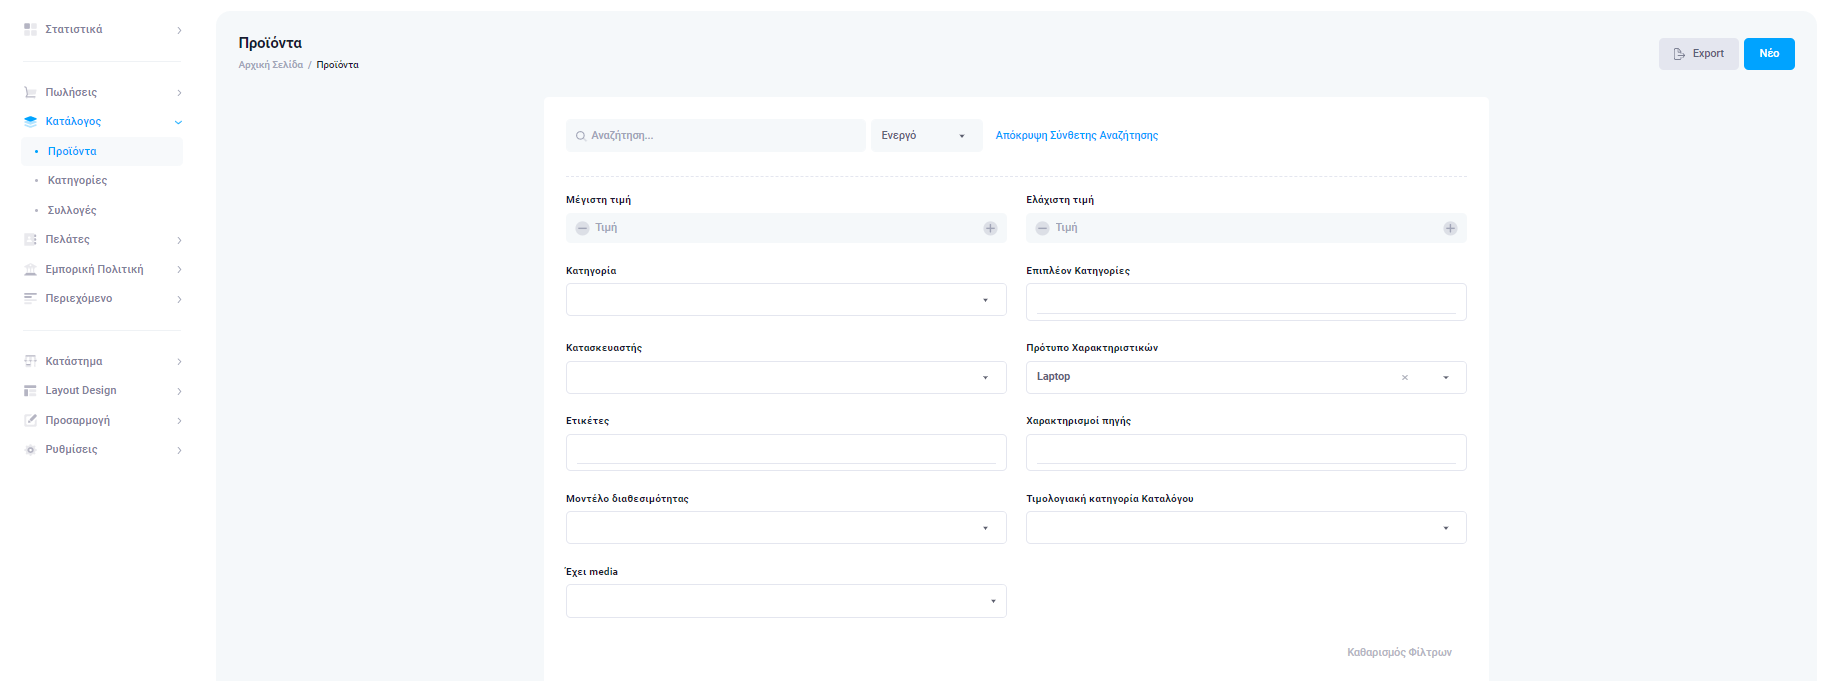 Στατιστικά
Πωλήσεις
Κατάλογος
Προϊόντα
Κατηγορίες
Συλλογές
Πελάτες
Εμπορική Πολιτική
Περιεχόμενο
Κατάστημα
Layout Design
Προσαρμογή
Ρυθμίσεις
Προϊόντα
Αρχική Σελίδα / Προϊόντα
Export
Νέο
Αναζήτηση...
Ενεργό
Απόκρυψη Σύνθετης Αναζήτησης
Μέγιστη τιμή
Ελάχιστη τιμή
Τιμή
Τιμή
Κατηγορία
Επιπλέον Κατηγορίες
Κατασκευαστής
Πρότυπο Χαρακτηριστικών
Laptop
Ετικέτες
Χαρακτηρισμοί πηγής
Μοντέλο διαθεσιμότητας
Τιμολογιακή κατηγορία Καταλόγου
Έχει media
Καθαρισμός Φίλτρων